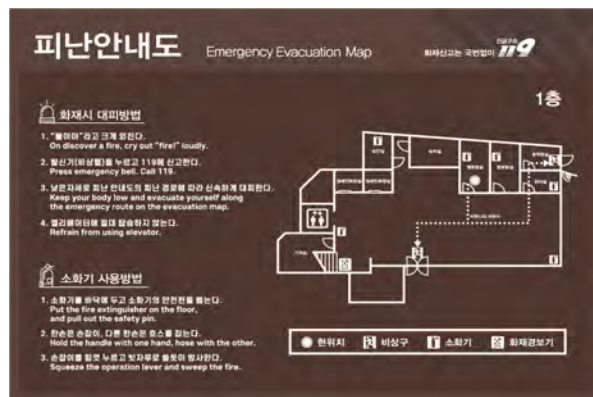 피난안내도 Emergency Evacuation Map
화재신고는 국번없이 119
1층
화재시 대피방법
1. "불이야"라고 크게 외친다.
On discover a fire, cry out "fire!" loudly.
2. 발신기(비상벨)를 누르고 119에 신고한다.
Press emergency bell. Call 119.
3. 낮은자세로 피난 안내도의 피난 경로에 따라 신속하게 대피한다.
Keep your body low and evacuate yourself along
the emergency route on the evacuation map.
4. 엘리베이터에 절대 탑승하지 않는다.
Refrain from using elevator.
소화기 사용방법
1. 소화기를 바닥에 두고 소화기의 안전핀을 뽑는다.
Put the fire extinguisher on the floor,
and pull out the safety pin.
2. 한손은 손잡이, 다른 한손은 호스를 잡는다.
Hold the handle with one hand, hose with the other.
3. 손잡이를 힘껏 누르고 빗자루로 쓸듯이 방사한다.
Squeeze the operation lever and sweep the fire.
현위치 비상구 소화기 화재경보기